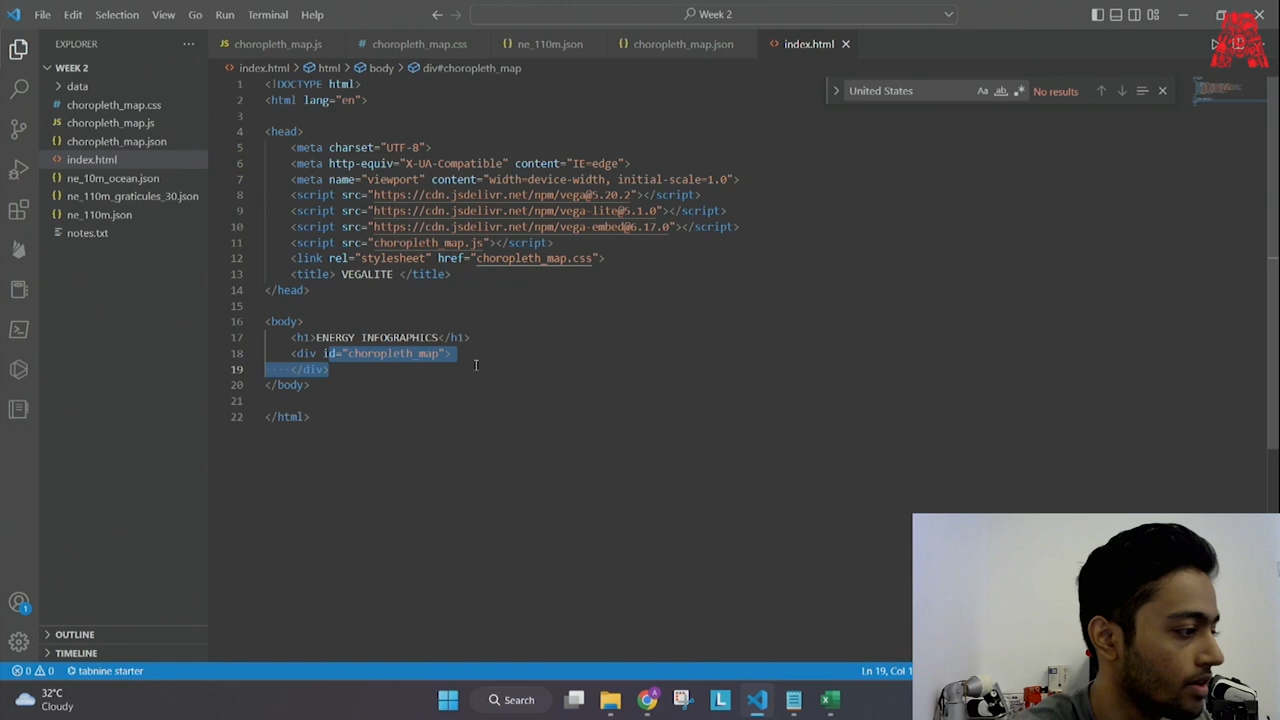 File Edit Selection View Go Run Terminal Help
Week 2
EXPLORER
choropleth_map.js
choropleth_map.css
ne_110m.json
choropleth_map.json
index.html
WEEK 2
index.html > html > body > div#choropleth_map
data
choropleth_map.css
choropleth_map.js
choropleth_map.json
index.html
ne_10m_ocean.json
ne_110m_graticules_30.json
ne_110m.json
notes.txt
United States
Aa ab
No results
1 <!DOCTYPE html>
2 <html lang="en">
3
4 <head>
5 <meta charset="UTF-8">
6 <meta http-equiv="X-UA-Compatible" content="IE=edge">
7 <meta name="viewport" content="width=device-width, initial-scale=1.0">
8 <script src="https://cdn.jsdelivr.net/npm/vega@5.20.2"></script>
9 <script src="https://cdn.jsdelivr.net/npm/vega-lite@5.1.0"></script>
10 <script src="https://cdn.jsdelivr.net/npm/vega-embed@6.17.0"></script>
11 <script src="choropleth_map.js"></script>
12 <link rel="stylesheet" href="choropleth_map.css">
13 <title> VEGALITE </title>
14 </head>
15
16 <body>
17 <h1>ENERGY INFOGRAPHICS</h1>
18 <div id="choropleth_map">
19 </div>
20 </body>
21
22 </html>
OUTLINE
TIMELINE
1
0 0 tabnine starter
Ln 19, Col 1
32°C
Cloudy
Search